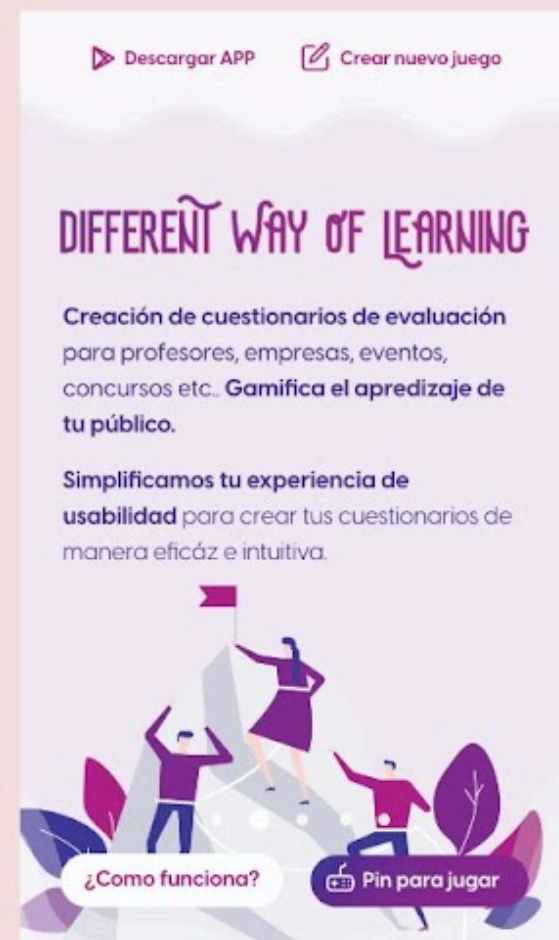 Descargar APP
Crear nuevo juego
DIFFERENT WAY OF LEARNING
Creación de cuestionarios de evaluación
para profesores, empresas, eventos,
concursos etc.. Gamifica el apredizaje de
tu público.
Simplificamos tu experiencia de
usabilidad para crear tus cuestionarios de
manera eficáz e intuitiva.
¿Como funciona?
Pin para jugar